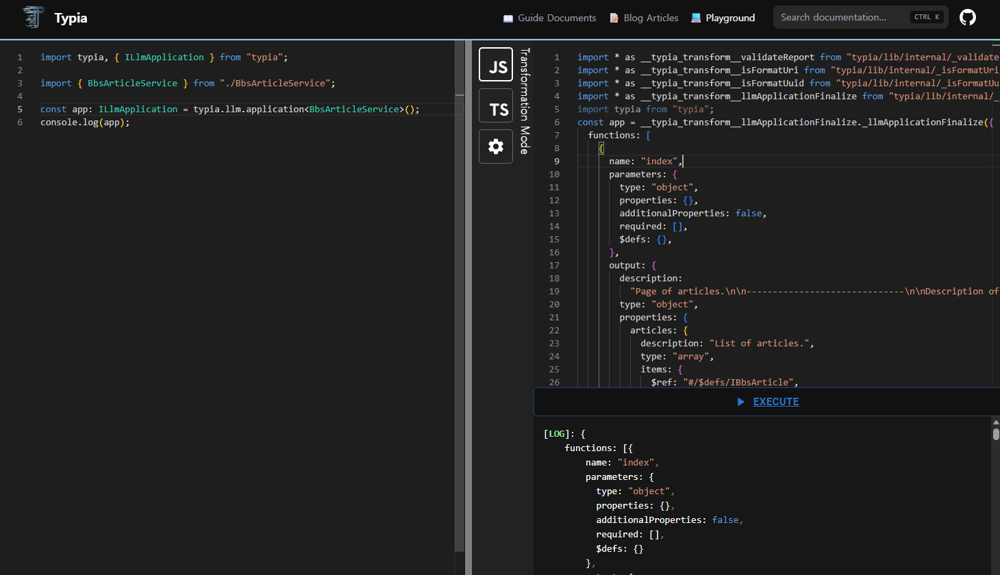 Typia
Guide Documents
Blog Articles
Playground
Search documentation...
CTRL K
1 import typia, { ILlmApplication } from "typia";
2
3 import { BbsArticleService } from "./BbsArticleService";
4
5 const app: ILlmApplication = typia.llm.application<BbsArticleService>();
6 console.log(app);
JS
TS
Transformation Mode
1 import * as __typia_transform__validateReport from "typia/lib/internal/_validate
2 import * as __typia_transform__isFormatUri from "typia/lib/internal/_isFormatUri
3 import * as __typia_transform__isFormatUuid from "typia/lib/internal/_isFormatUu
4 import * as __typia_transform__llmApplicationFinalize from "typia/lib/internal/_
5 import typia from "typia";
6 const app = __typia_transform__llmApplicationFinalize._llmApplicationFinalize({
7 functions: [
8 {
9 name: "index",
10 parameters: {
11 type: "object",
12 properties: {},
13 additionalProperties: false,
14 required: [],
15 $defs: {},
16 },
17 output: {
18 description:
19 "Page of articles.\n\n------------------------------\n\nDescription of
20 type: "object",
21 properties: {
22 articles: {
23 description: "List of articles.",
24 type: "array",
25 items: {
26 $ref: "#/$defs/IBbsArticle",
EXECUTE
[LOG]: {
functions: [{
name: "index",
parameters: {
type: "object",
properties: {},
additionalProperties: false,
required: [],
$defs: {}
},